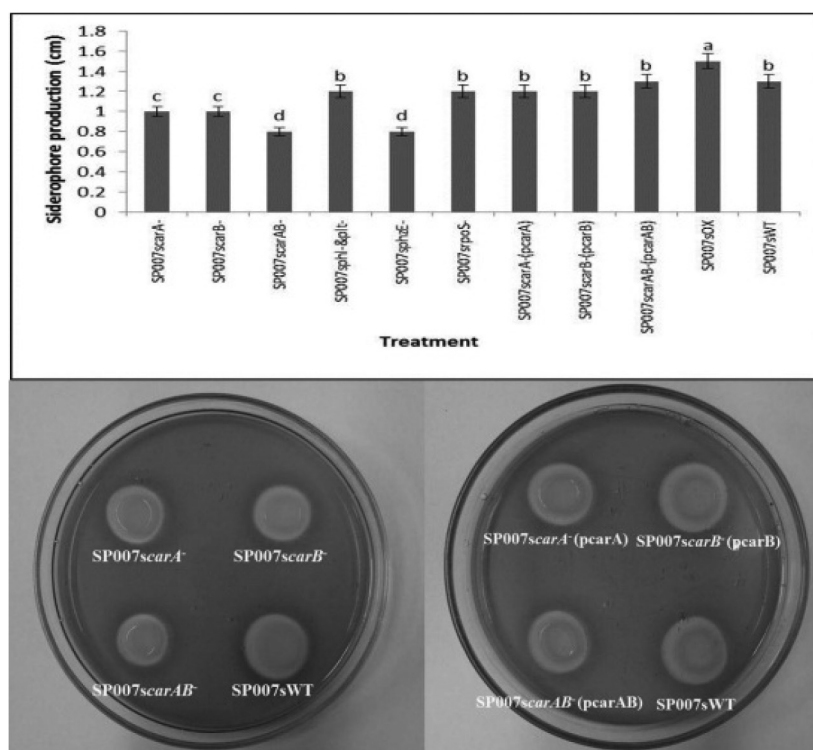 Siderophore production (cm)
1.8
1.6
1.4
1.2
1
0.8
0.6
0.4
0.2
0
c
c
d
b
d
b
b
b
b
a
b
SP007scarA-
SP007scarB-
SP007scarAB-
SP007sphl-&plt-
SP007sphzE-
SP007srpoS-
SP007scarA-(pcarA)
SP007scarB-(pcarB)
SP007scarAB-(pcarAB)
SP007sOX
SP007sWT
Treatment
SP007scarA- SP007scarB-
SP007scarAB- SP007sWT
SP007scarA-(pcarA) SP007scarB-(pcarB)
SP007scarAB-(pcarAB) SP007sWT